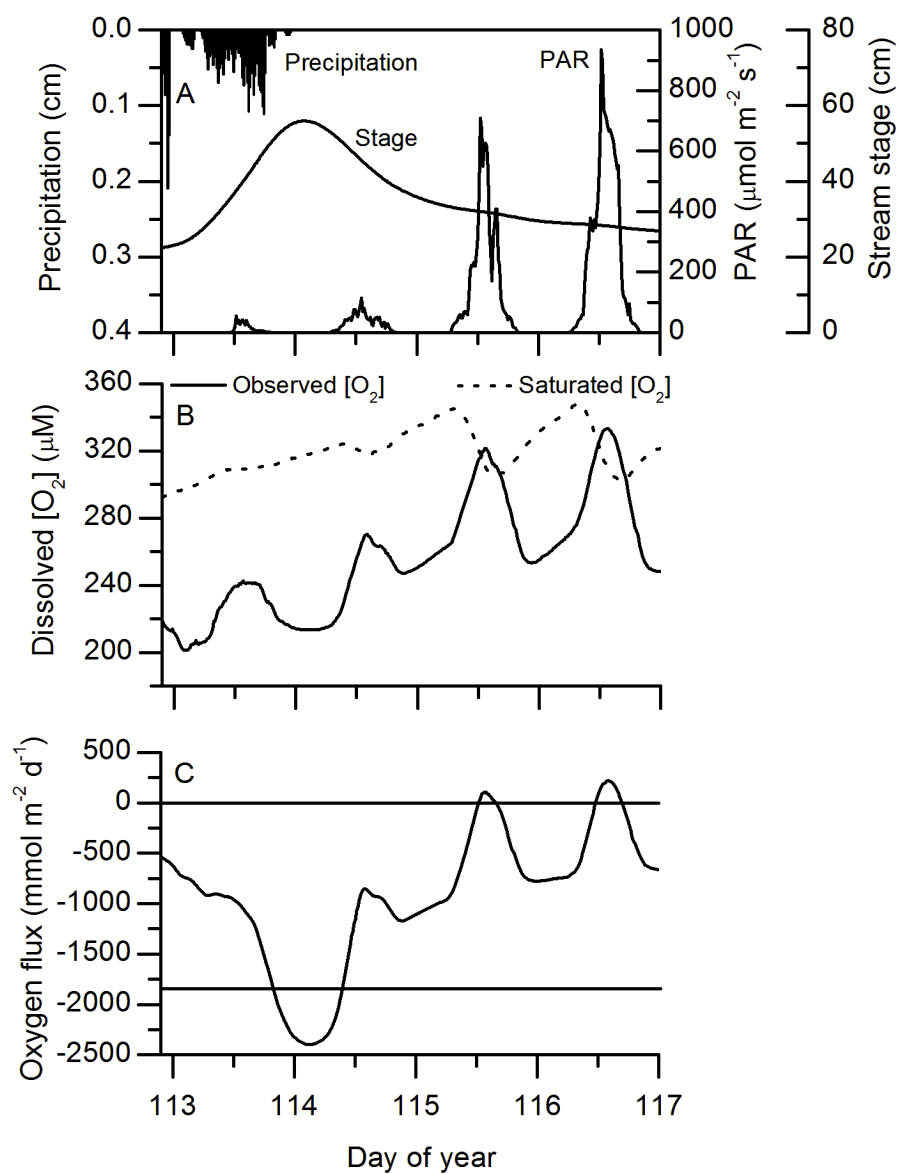 0.0
0.1
0.2
0.3
0.4
Precipitation (cm)
A
Precipitation
Stage
PAR
1000
800
600
400
200
0
PAR (μmol m⁻² s⁻¹)
80
60
40
20
0
Stream stage (cm)
360
320
280
240
200
Dissolved [O₂] (μM)
B
Observed [O₂]
Saturated [O₂]
500
0
-500
-1000
-1500
-2000
-2500
Oxygen flux (mmol m⁻² d⁻¹)
C
113 114 115 116 117
Day of year